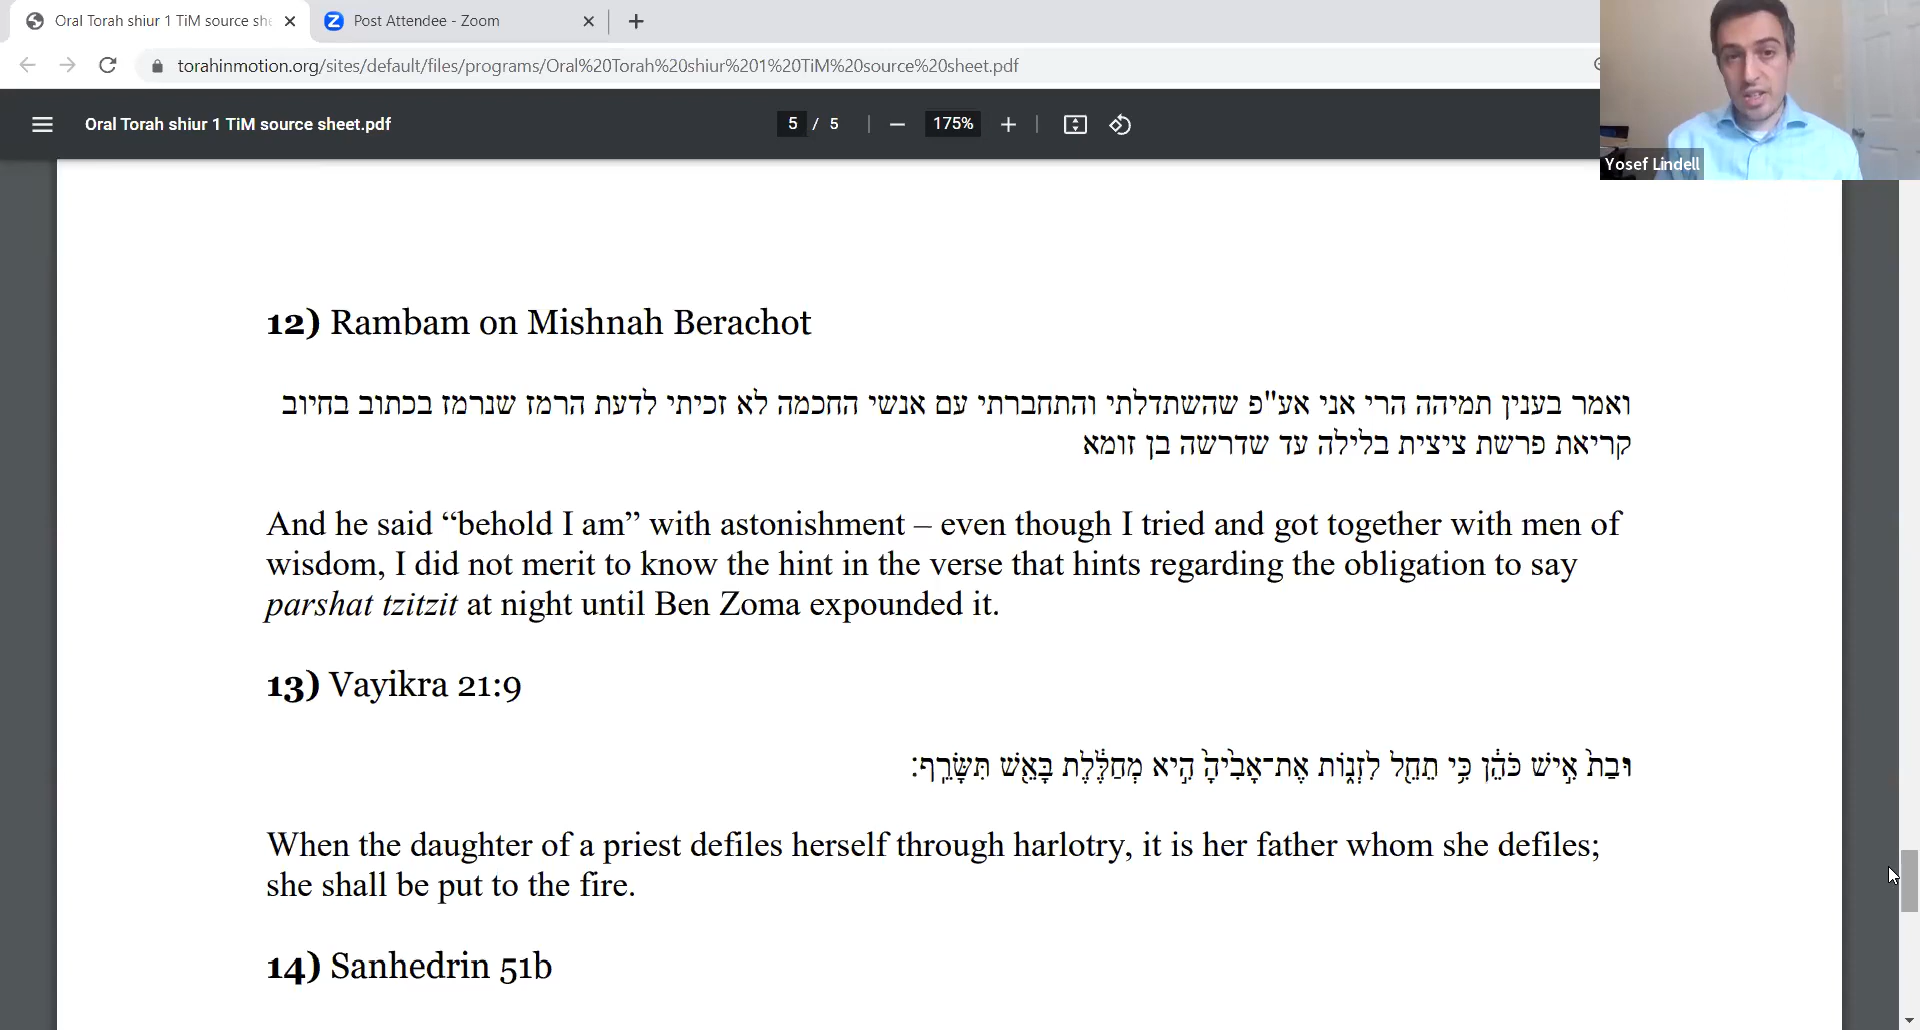 Oral Torah shiur 1 TiM source she
Post Attendee - Zoom
torahinmotion.org/sites/default/files/programs/Oral%20Torah%20shiur%201%20TiM%20source%20sheet.pdf
Oral Torah shiur 1 TiM source sheet.pdf
5 / 5
175%
Yosef Lindell
12) Rambam on Mishnah Berachot
ואמר בענין תמיהה הרי אני אע"פ שהשתדלתי והתחברתי עם אנשי החכמה לא זכיתי לדעת הרמז שנרמז בכתוב בחיוב
קריאת פרשת ציצית בלילה עד שדרשה בן זומא
And he said “behold I am” with astonishment – even though I tried and got together with men of
wisdom, I did not merit to know the hint in the verse that hints regarding the obligation to say
parshat tzitzit at night until Ben Zoma expounded it.
13) Vayikra 21:9
וּבַת֙ אִ֣ישׁ כֹּהֵ֔ן כִּ֥י תֵחֵ֖ל לִזְנ֑וֹת אֶת־אָבִ֙יהָ֙ הִ֣יא מְחַלֶּ֔לֶת בָּאֵ֖שׁ תִּשָּׂרֵֽף׃
When the daughter of a priest defiles herself through harlotry, it is her father whom she defiles;
she shall be put to the fire.
14) Sanhedrin 51b